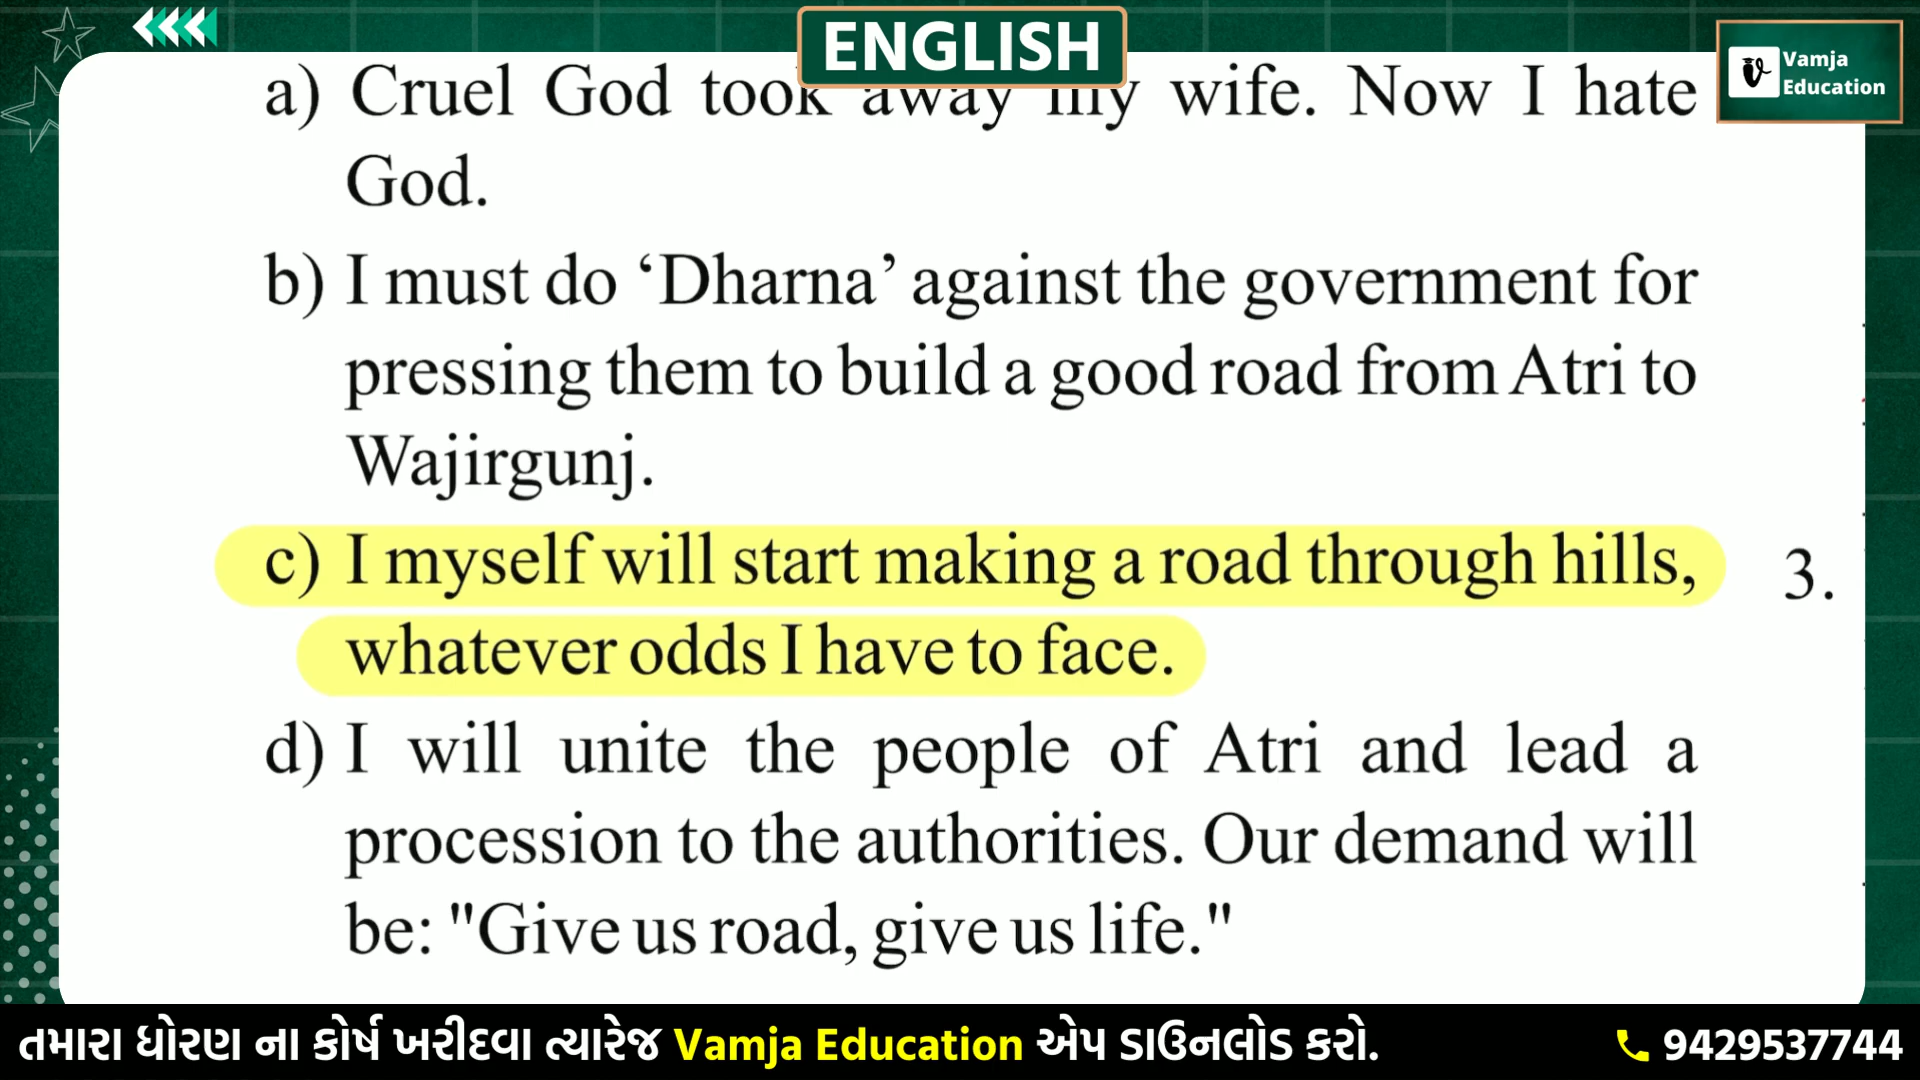 ENGLISH
Vamja
Education
a) Cruel God took away my wife. Now I hate
God.
b) I must do ‘Dharna’ against the government for
pressing them to build a good road from Atri to
Wajirgunj.
c) I myself will start making a road through hills,
whatever odds I have to face.
3.
d) I will unite the people of Atri and lead a
procession to the authorities. Our demand will
be: "Give us road, give us life."
તમારા ધોરણ ના કોર્ષ ખરીદવા ત્યારેજ Vamja Education એપ ડાઉનલોડ કરો.
9429537744